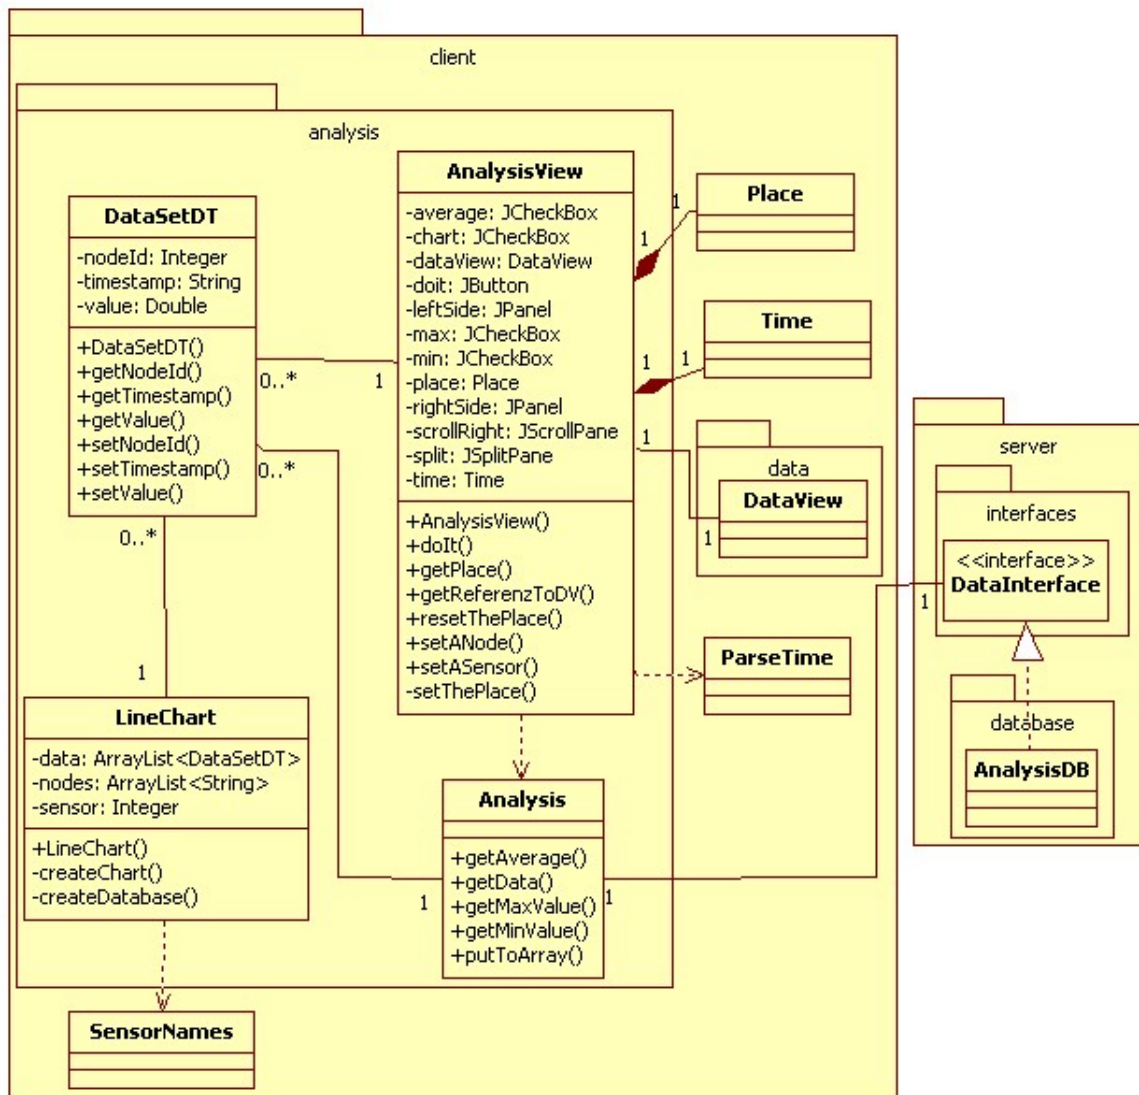 client
analysis
AnalysisView
-average: JCheckBox
-chart: JCheckBox
-dataView: DataView
-doit: JButton
-leftSide: JPanel
-max: JCheckBox
-min: JCheckBox
-place: Place
-rightSide: JPanel
-scrollRight: JScrollPane
-split: JSplitPane
-time: Time
+AnalysisView()
+doIt()
+getPlace()
+getReferenzToDV()
+resetThePlace()
+setANode()
+setASensor()
-setThePlace()
DataSetDT
-nodeId: Integer
-timestamp: String
-value: Double
+DataSetDT()
+getNodeId()
+getTimestamp()
+getValue()
+setNodeId()
+setTimestamp()
+setValue()
0..*
1
0..*
0..*
1
LineChart
-data: ArrayList<DataSetDT>
-nodes: ArrayList<String>
-sensor: Integer
+LineChart()
-createChart()
-createDatabase()
SensorNames
Analysis
+getAverage()
+getData()
+getMaxValue()
+getMinValue()
+putToArray()
1
1
Place
1
1
Time
1
1
data
DataView
1
1
ParseTime
server
interfaces
<<interface>>
DataInterface
1
database
AnalysisDB